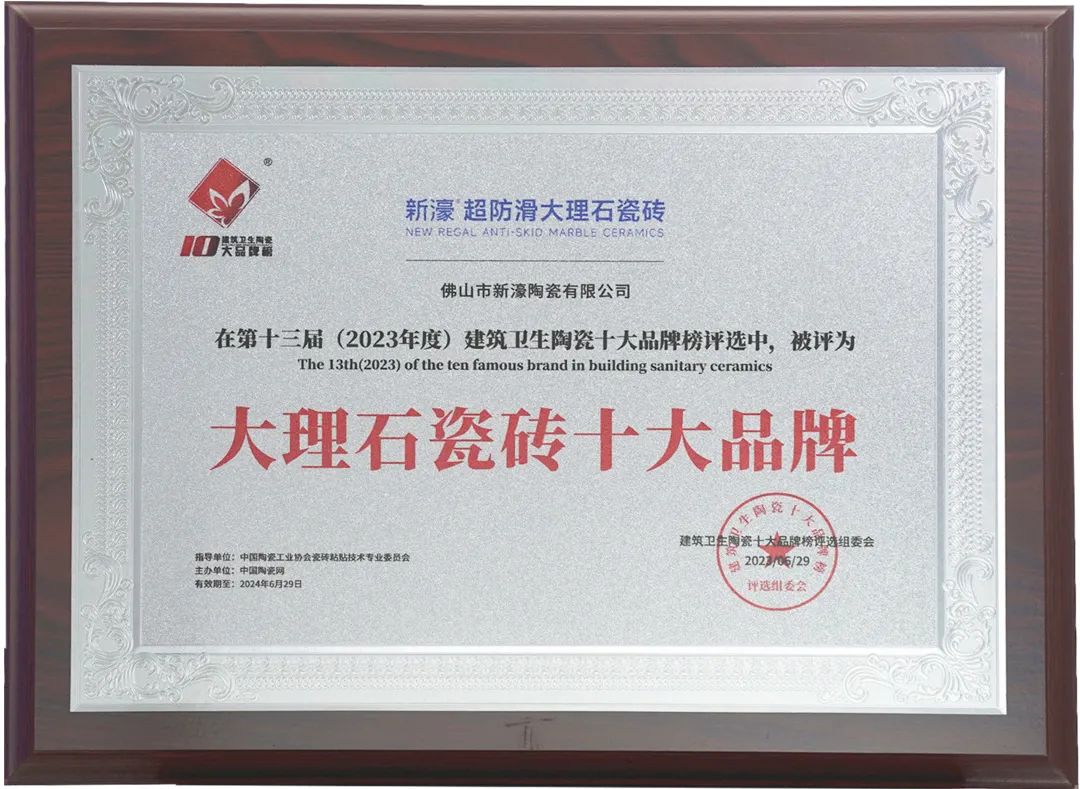 ®
10 建筑卫生陶瓷
大品牌榜
新濠® 超防滑大理石瓷砖
NEW REGAL ANTI-SKID MARBLE CERAMICS
佛山市新濠陶瓷有限公司
在第十三届（2023年度）建筑卫生陶瓷十大品牌榜评选中，被评为
The 13th(2023) of the ten famous brand in building sanitary ceramics
大理石瓷砖十大品牌
指导单位：中国陶瓷工业协会瓷砖粘贴技术专业委员会
主办单位：中国陶瓷网
有效期至：2024年6月29日
建筑卫生陶瓷十大品牌榜评选组委会
2023/06/29
建筑卫生陶瓷十大品牌榜
评选组委会